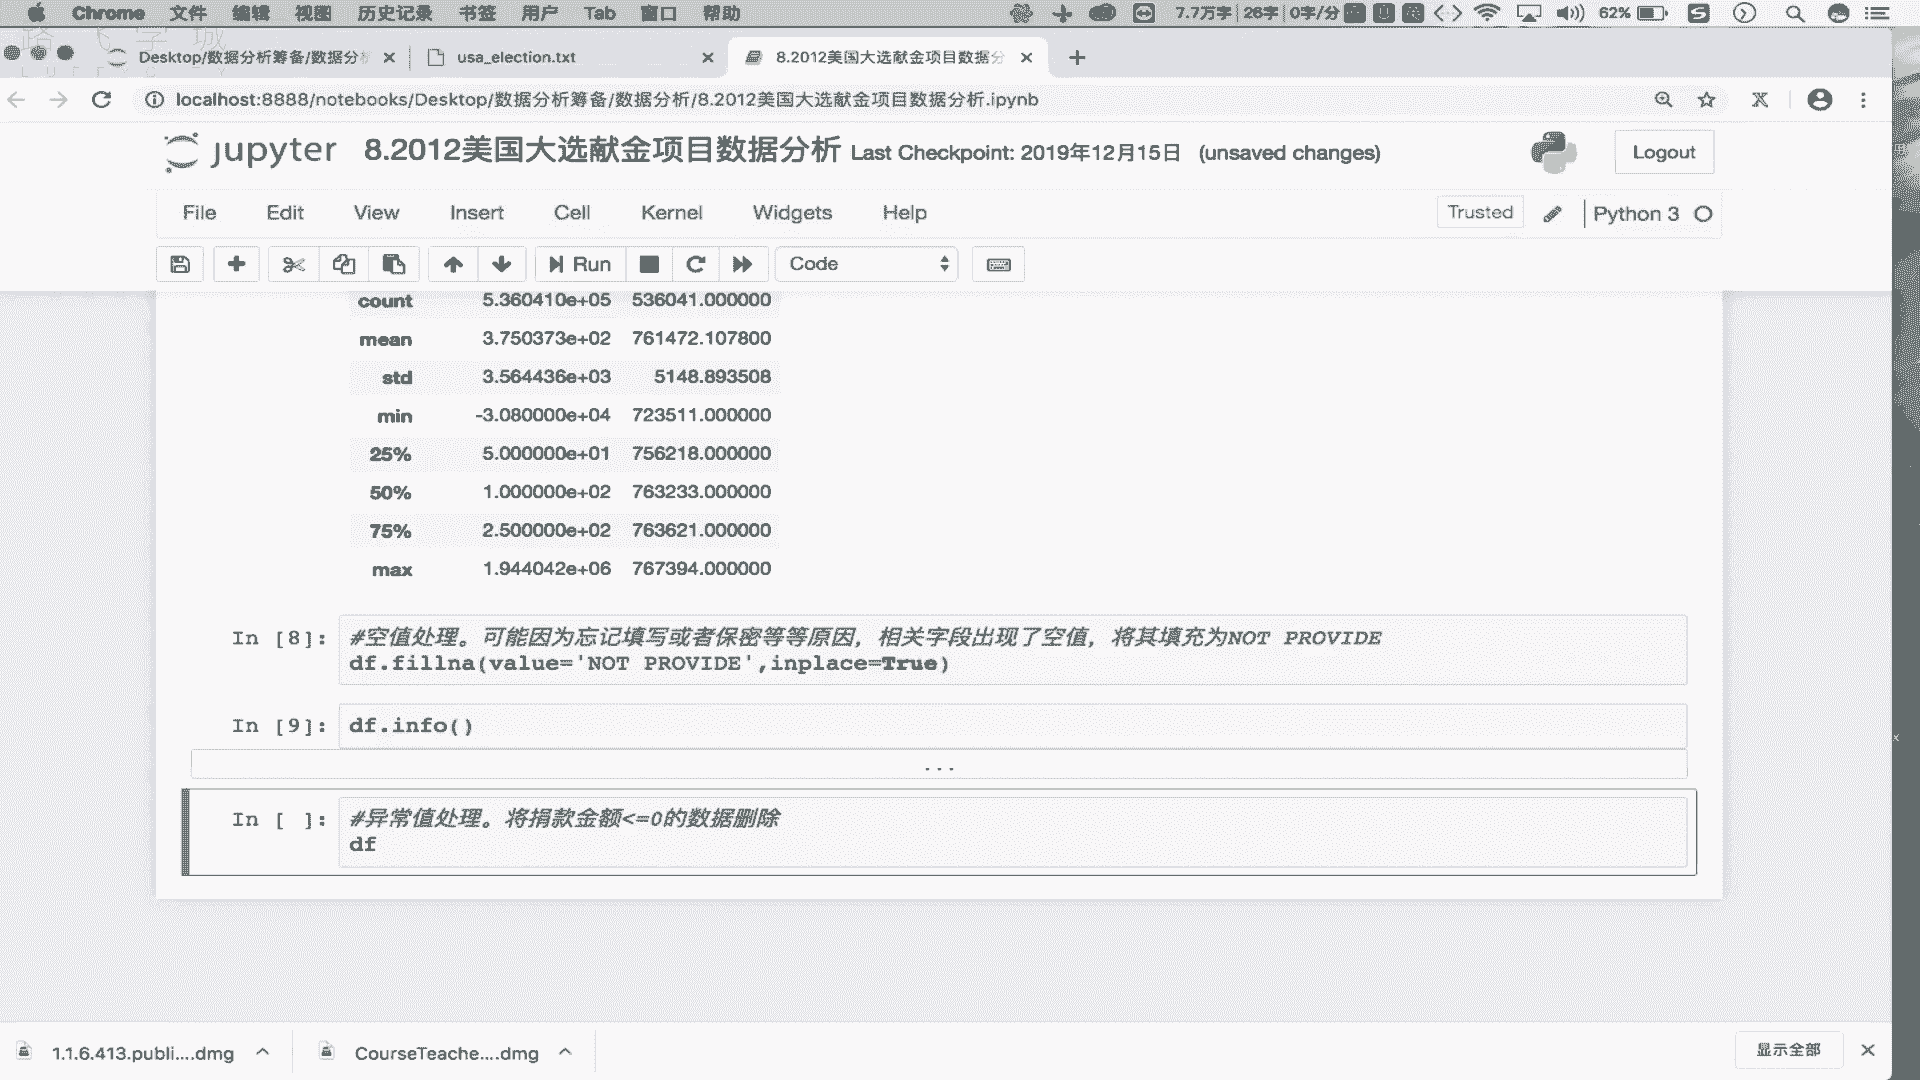 Chrome 文件 编辑 视图 历史记录 书签 用户 Tab 窗口 帮助 7.7万字 26字 0字/分 62%
Desktop/数据分析筹备/数据分 usa_election.txt 8.2012美国大选献金项目数据分
localhost:8888/notebooks/Desktop/数据分析筹备/数据分析/8.2012美国大选献金项目数据分析.ipynb
jupyter 8.2012美国大选献金项目数据分析 Last Checkpoint: 2019年12月15日 (unsaved changes) Logout
File Edit View Insert Cell Kernel Widgets Help Trusted Python 3
Run Code
count 5.360410e+05 536041.000000
mean 3.750373e+02 761472.107800
std 3.564436e+03 5148.893508
min -3.080000e+04 723511.000000
25% 5.000000e+01 756218.000000
50% 1.000000e+02 763233.000000
75% 2.500000e+02 763621.000000
max 1.944042e+06 767394.000000
In [8]: #空值处理。可能因为忘记填写或者保密等等原因，相关字段出现了空值，将其填充为NOT PROVIDE
df.fillna(value='NOT PROVIDE',inplace=True)
In [9]: df.info()
...
In [ ]: #异常值处理。将捐款金额<=0的数据删除
df
1.1.6.413.publi....dmg CourseTeache....dmg 显示全部